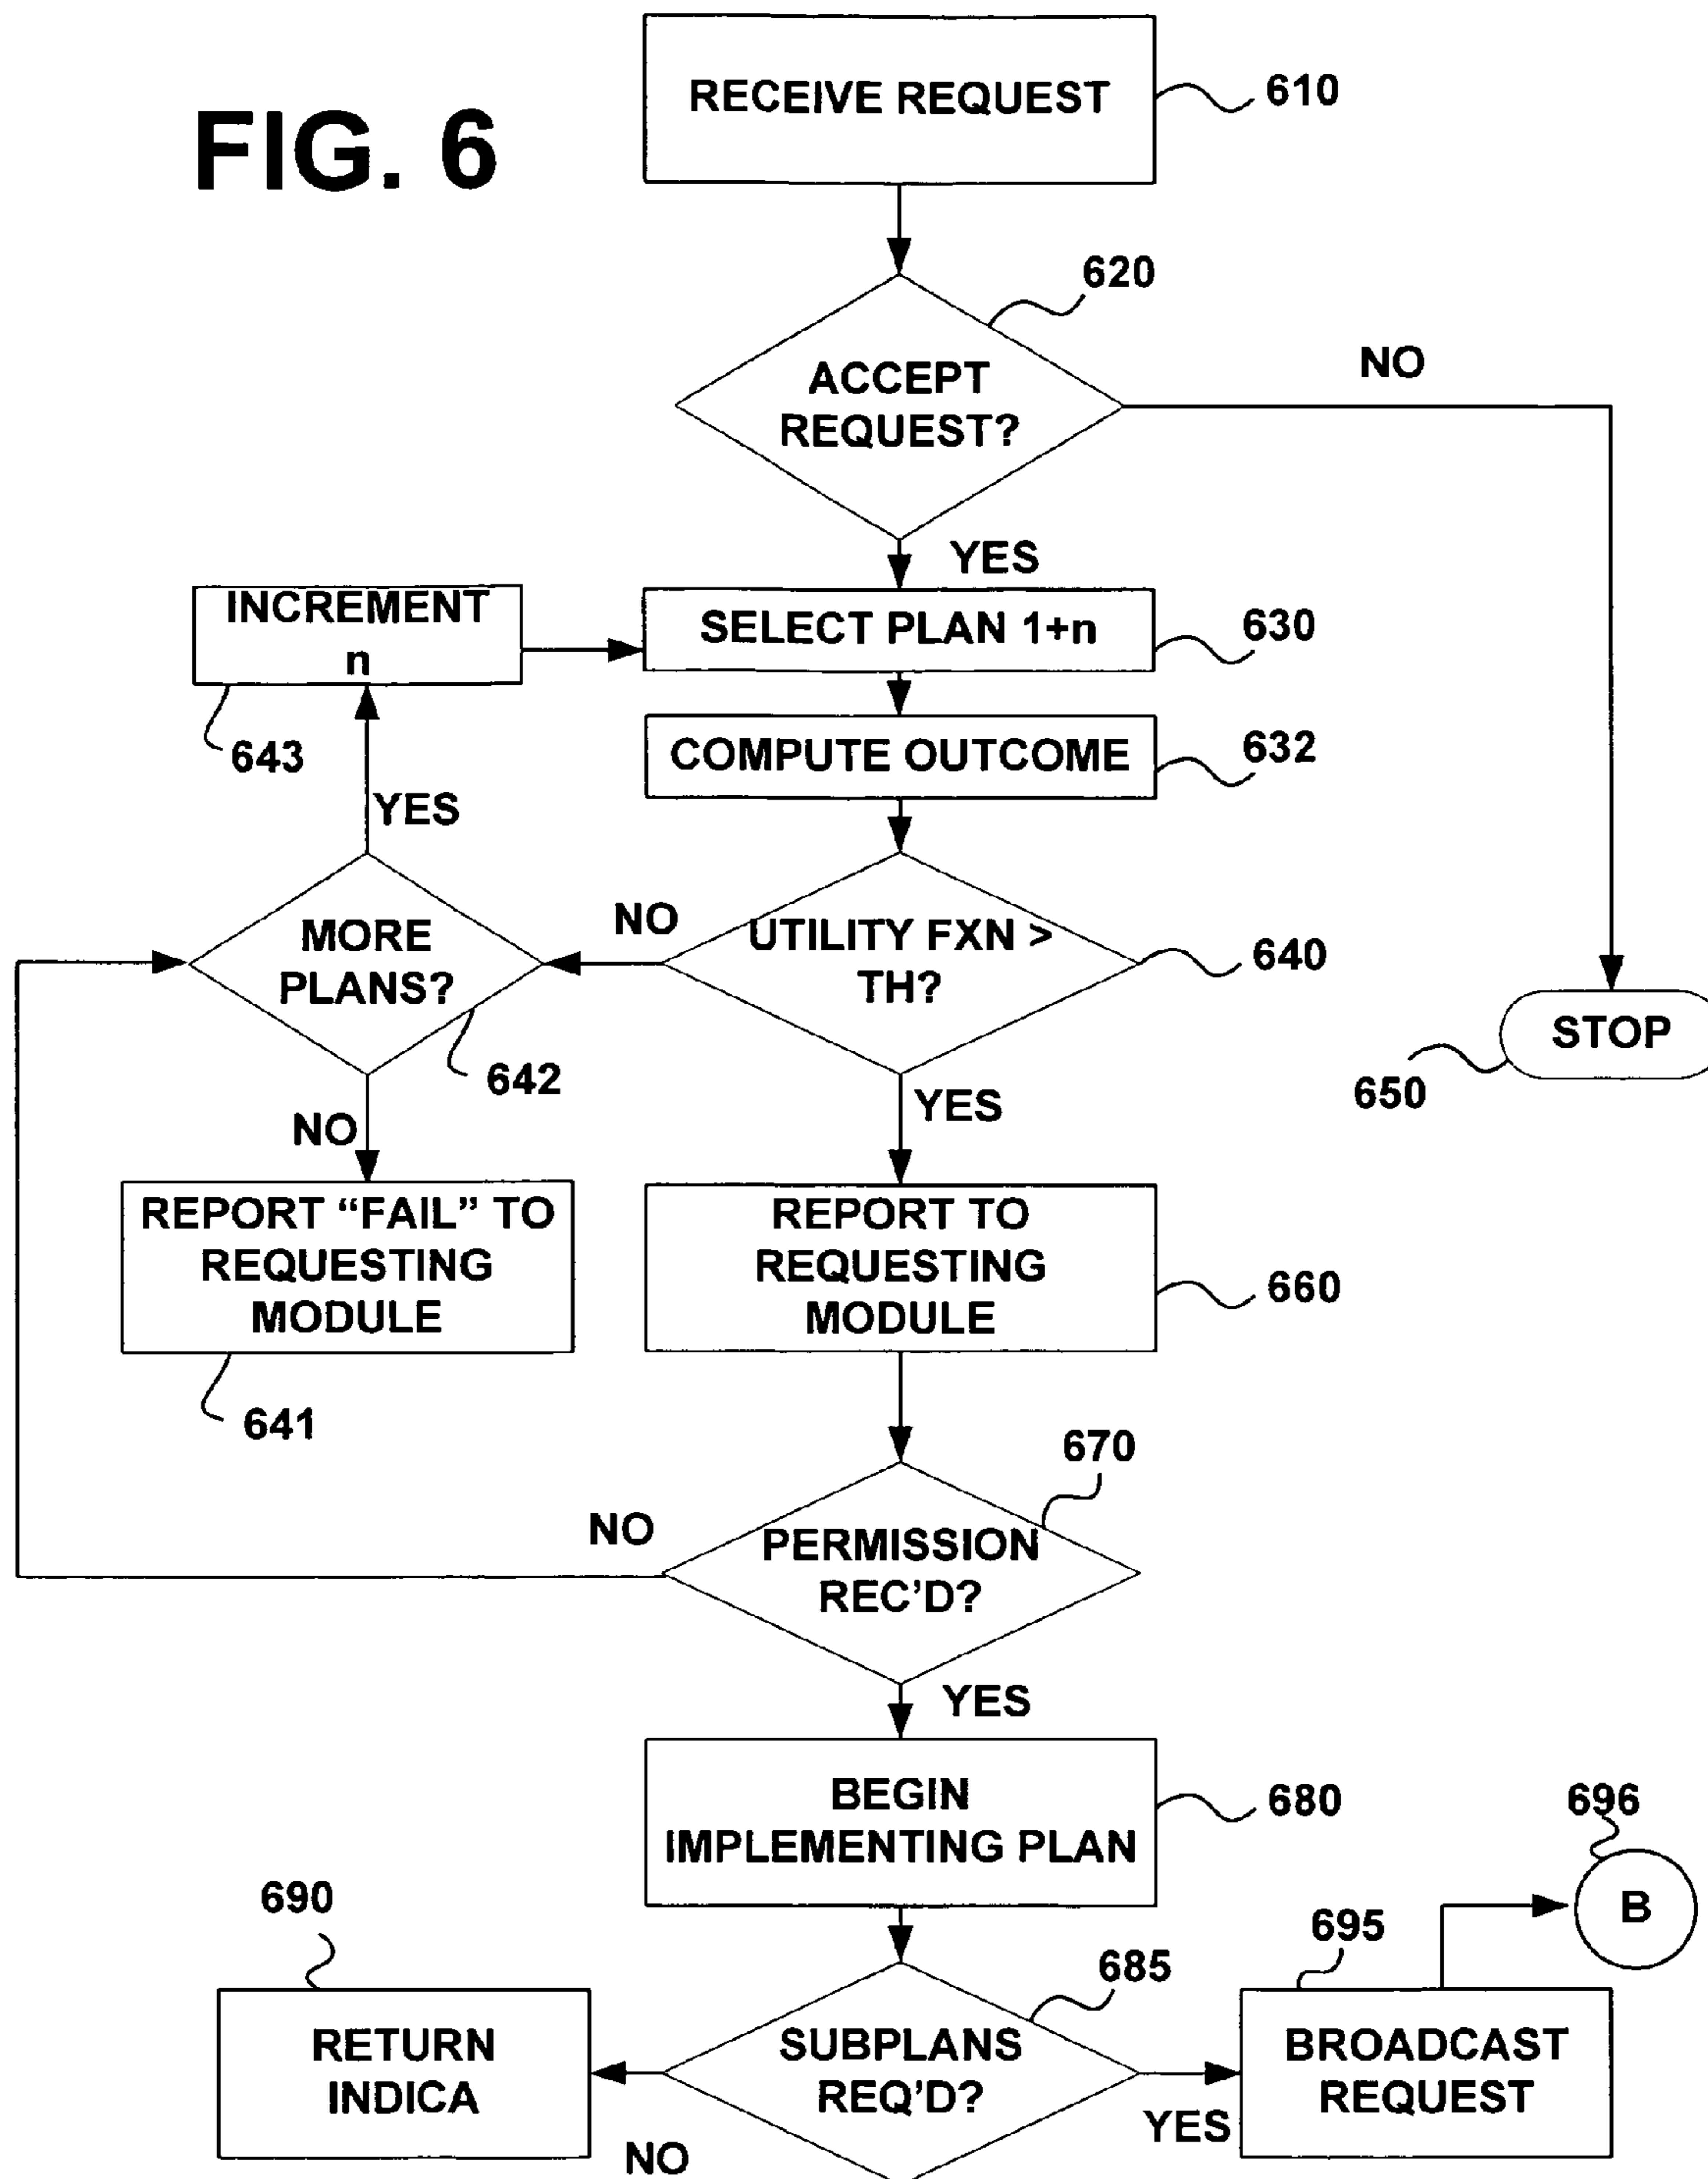 FIG. 6
RECEIVE REQUEST
610
620
ACCEPT
REQUEST?
NO
YES
INCREMENT
n
643
SELECT PLAN 1+n
630
COMPUTE OUTCOME
632
YES
MORE
PLANS?
642
NO
UTILITY FXN >
TH?
640
STOP
650
NO
YES
REPORT “FAIL” TO
REQUESTING
MODULE
641
REPORT TO
REQUESTING
MODULE
660
670
NO
PERMISSION
REC’D?
YES
BEGIN
IMPLEMENTING PLAN
680
696
B
690
RETURN
INDICA
NO
685
SUBPLANS
REQ’D?
YES
695
BROADCAST
REQUEST